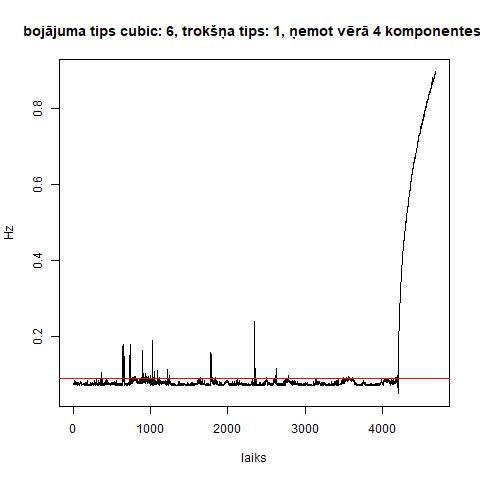 bojājuma tips cubic: 6, trokšņa tips: 1, ņemot vērā 4 komponentes
0.8
0.6
0.4
0.2
Hz
0 1000 2000 3000 4000
laiks